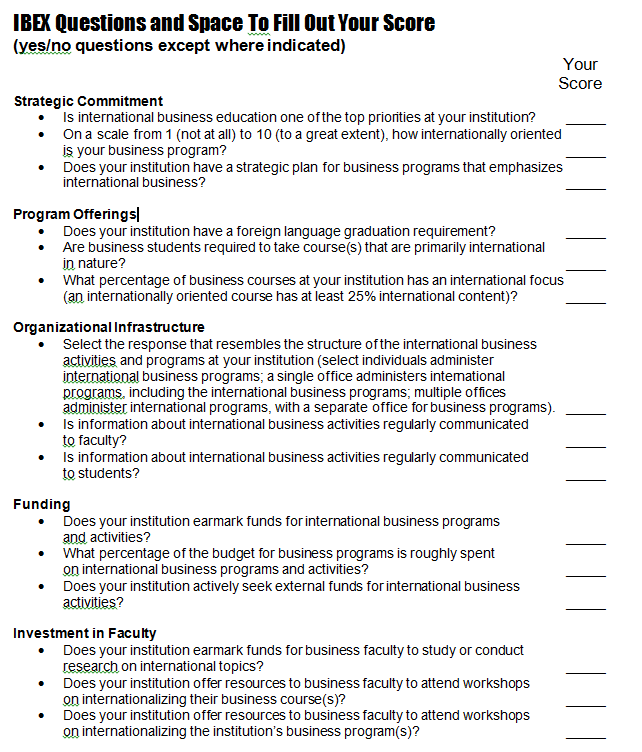 IBEX Questions and Space To Fill Out Your Score
(yes/no questions except where indicated)
Your
Score
Strategic Commitment
• Is international business education one of the top priorities at your institution? _____
• On a scale from 1 (not at all) to 10 (to a great extent), how internationally oriented
is your business program? _____
• Does your institution have a strategic plan for business programs that emphasizes
international business? _____
Program Offerings
• Does your institution have a foreign language graduation requirement? _____
• Are business students required to take course(s) that are primarily international
in nature? _____
• What percentage of business courses at your institution has an international focus
(an internationally oriented course has at least 25% international content)? _____
Organizational Infrastructure
• Select the response that resembles the structure of the international business
activities and programs at your institution (select individuals administer
international business programs; a single office administers international
programs, including the international business programs; multiple offices
administer international programs, with a separate office for business programs). _____
• Is information about international business activities regularly communicated
to faculty? _____
• Is information about international business activities regularly communicated
to students? _____
Funding
• Does your institution earmark funds for international business programs
and activities? _____
• What percentage of the budget for business programs is roughly spent
on international business programs and activities? _____
• Does your institution actively seek external funds for international business
activities? _____
Investment in Faculty
• Does your institution earmark funds for business faculty to study or conduct
research on international topics? _____
• Does your institution offer resources to business faculty to attend workshops
on internationalizing their business course(s)? _____
• Does your institution offer resources to business faculty to attend workshops
on internationalizing the institution's business program(s)? _____